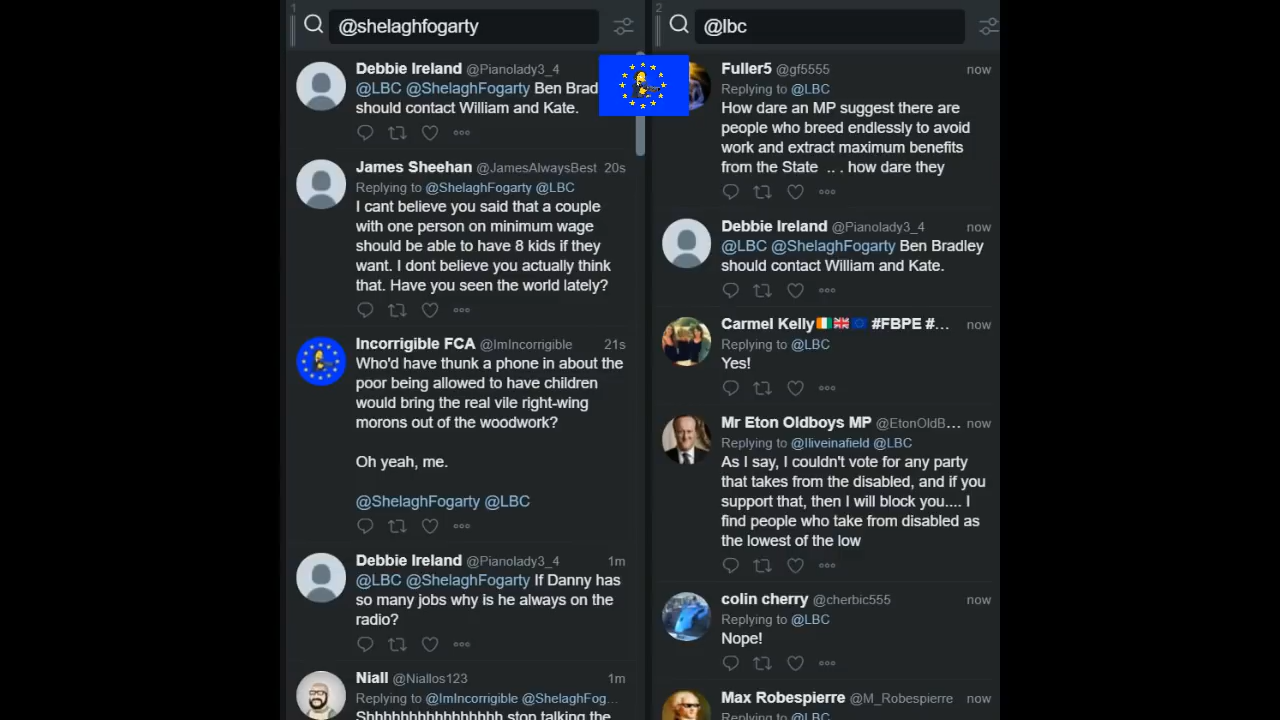 1
@shelaghfogarty
Debbie Ireland @Pianolady3_4
@LBC @ShelaghFogarty Ben Brad
should contact William and Kate.
James Sheehan @JamesAlwaysBest 20s
Replying to @ShelaghFogarty @LBC
I cant believe you said that a couple
with one person on minimum wage
should be able to have 8 kids if they
want. I dont believe you actually think
that. Have you seen the world lately?
Incorrigible FCA @ImIncorrigible 21s
Who'd have thunk a phone in about the
poor being allowed to have children
would bring the real vile right-wing
morons out of the woodwork?
Oh yeah, me.
@ShelaghFogarty @LBC
Debbie Ireland @Pianolady3_4 1m
@LBC @ShelaghFogarty If Danny has
so many jobs why is he always on the
radio?
Niall @Niallos123 1m
Replying to @ImIncorrigible @ShelaghFog...
Shhhhhhhhhhhhhhh stop talking the
2
@lbc
Fuller5 @gf5555 now
Replying to @LBC
How dare an MP suggest there are
people who breed endlessly to avoid
work and extract maximum benefits
from the State .. . how dare they
Debbie Ireland @Pianolady3_4 now
@LBC @ShelaghFogarty Ben Bradley
should contact William and Kate.
Carmel Kelly🇮🇪🇬🇧🇪🇺 #FBPE #... now
Replying to @LBC
Yes!
Mr Eton Oldboys MP @EtonOldB... now
Replying to @Iliveinafield @LBC
As I say, I couldn't vote for any party
that takes from the disabled, and if you
support that, then I will block you.... I
find people who take from disabled as
the lowest of the low
colin cherry @cherbic555 now
Replying to @LBC
Nope!
Max Robespierre @M_Robespierre now
Replying to @LBC